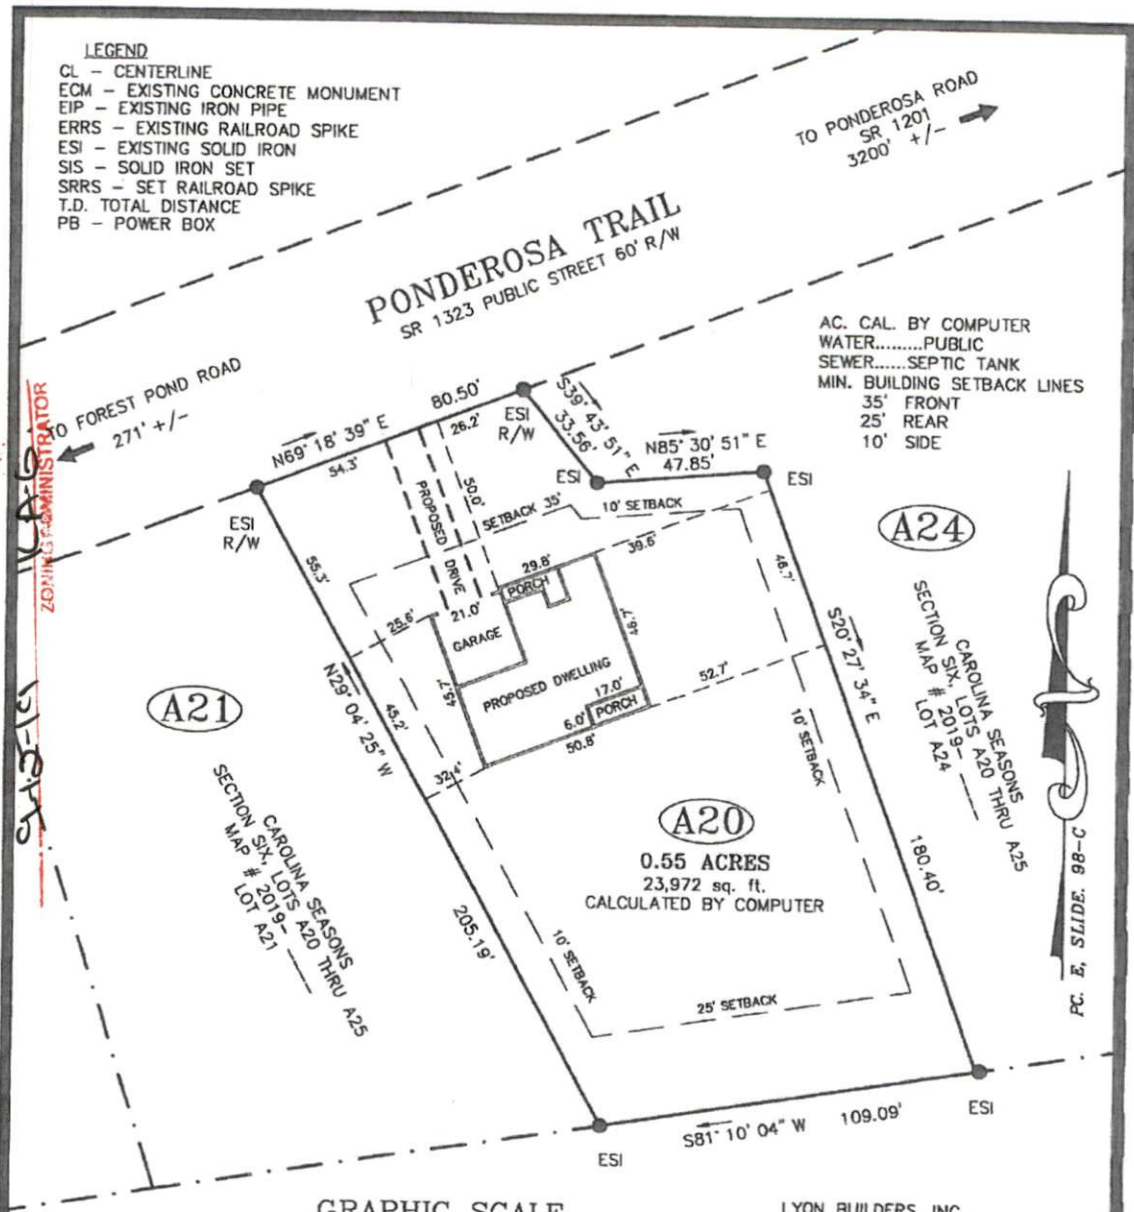 LEGEND
CL - CENTERLINE
ECM - EXISTING CONCRETE MONUMENT
EIP - EXISTING IRON PIPE
ERRS - EXISTING RAILROAD SPIKE
ESI - EXISTING SOLID IRON
SIS - SOLID IRON SET
SRRS - SET RAILROAD SPIKE
T.D. TOTAL DISTANCE
PB - POWER BOX
TO PONDEROSA ROAD
SR 1201
3200' +/-
PONDEROSA TRAIL
SR 1323 PUBLIC STREET 60' R/W
AC. CAL. BY COMPUTER
WATER.........PUBLIC
SEWER......SEPTIC TANK
MIN. BUILDING SETBACK LINES
35' FRONT
25' REAR
10' SIDE
TO FOREST POND ROAD
271' +/-
ZONING ADMINISTRATOR
N69° 18' 39" E
80.50'
54.3'
26.2'
ESI
R/W
S39° 43' 51" E
33.56'
ESI
N85° 30' 51" E
47.85'
ESI
ESI
R/W
PROPOSED
DRIVE
50.0'
SETBACK 35'
10' SETBACK
39.6'
46.7'
55.3'
25.6'
21.0'
29.8'
PORCH
GARAGE
46.7'
45.7'
PROPOSED DWELLING
17.0'
PORCH
6.0'
50.8'
52.7'
S20° 27' 34" E
180.40'
10' SETBACK
N29° 04' 25" W
45.2'
32.4'
205.19'
10' SETBACK
A24
CAROLINA SEASONS
SECTION SIX, LOTS A20 THRU A25
MAP # 2019-
LOT A24
A21
CAROLINA SEASONS
SECTION SIX, LOTS A20 THRU A25
MAP # 2019-
LOT A21
A20
0.55 ACRES
23,972 sq. ft.
CALCULATED BY COMPUTER
25' SETBACK
PC. E, SLIDE. 98-C
S81° 10' 04" W
109.09'
ESI
ESI
GRAPHIC SCALE
LYON BUILDERS, INC.